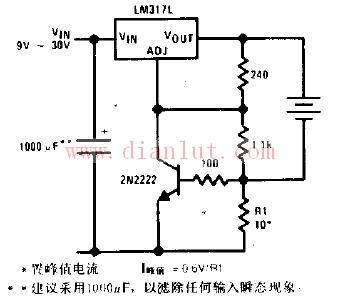 LM317L
VIN
9V ~ 30V
VIN
VOUT
ADJ
240
1000 μF**
1.1k
www.dianlut.com
100
2N2222
R1
10*
*置峰值电流
I峰值 = 0.6V/R1
**建议采用1000μF，以滤除任何输入瞬态现象.